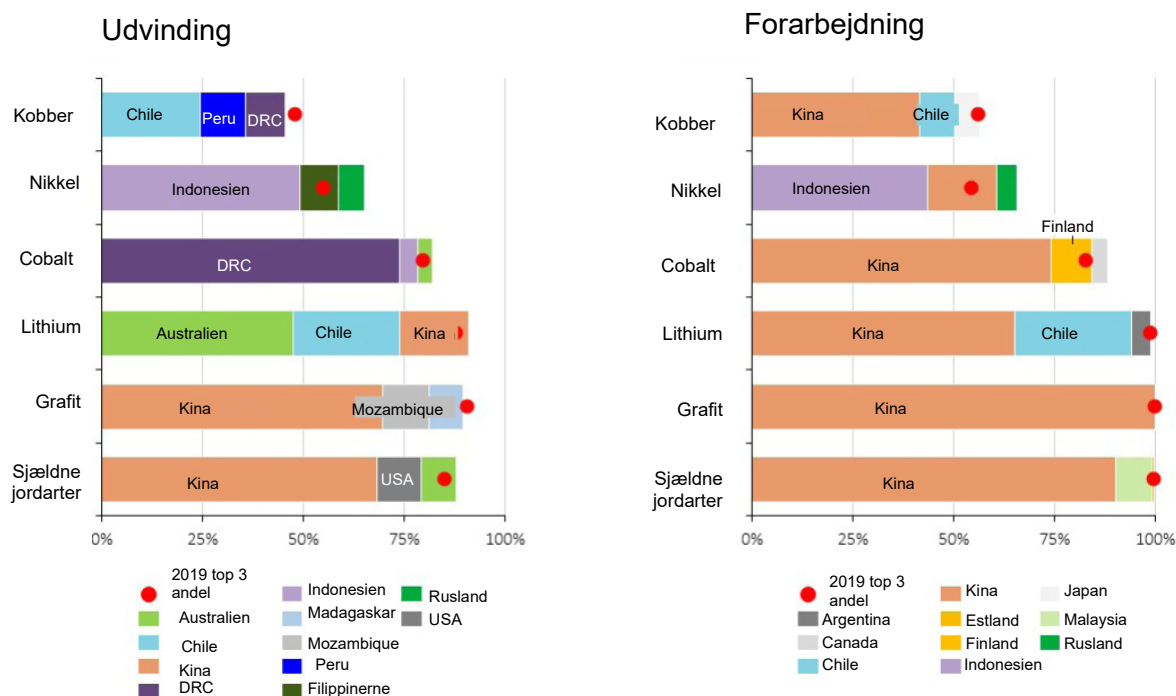 Udvinding
Kobber
Chile
Peru
DRC
Nikkel
Indonesien
Cobalt
DRC
Lithium
Australien
Chile
Kina
Grafit
Kina
Mozambique
Sjældne
jordarter
Kina
USA
0%
25%
50%
75%
100%
2019 top 3
andel
Australien
Chile
Kina
DRC
Indonesien
Madagaskar
Mozambique
Peru
Filippinerne
Rusland
USA
Forarbejdning
Kobber
Kina
Chile
Nikkel
Indonesien
Finland
Cobalt
Kina
Lithium
Kina
Chile
Grafit
Kina
Sjældne
jordarter
Kina
0%
25%
50%
75%
100%
2019 top 3
andel
Argentina
Canada
Chile
Kina
Estland
Finland
Indonesien
Japan
Malaysia
Rusland